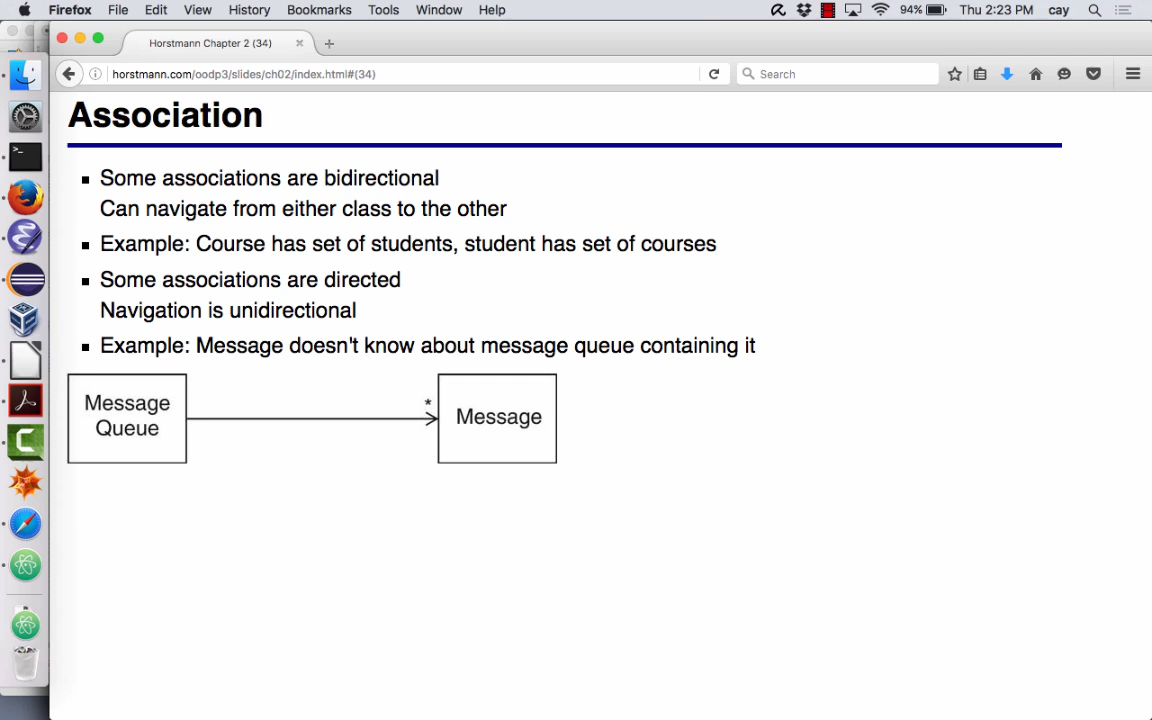 Firefox File Edit View History Bookmarks Tools Window Help 94% Thu 2:23 PM cay
Horstmann Chapter 2 (34)
horstmann.com/oodp3/slides/ch02/index.html#(34) Search
Association
Some associations are bidirectional
Can navigate from either class to the other
Example: Course has set of students, student has set of courses
Some associations are directed
Navigation is unidirectional
Example: Message doesn't know about message queue containing it
Message
Queue
*
Message